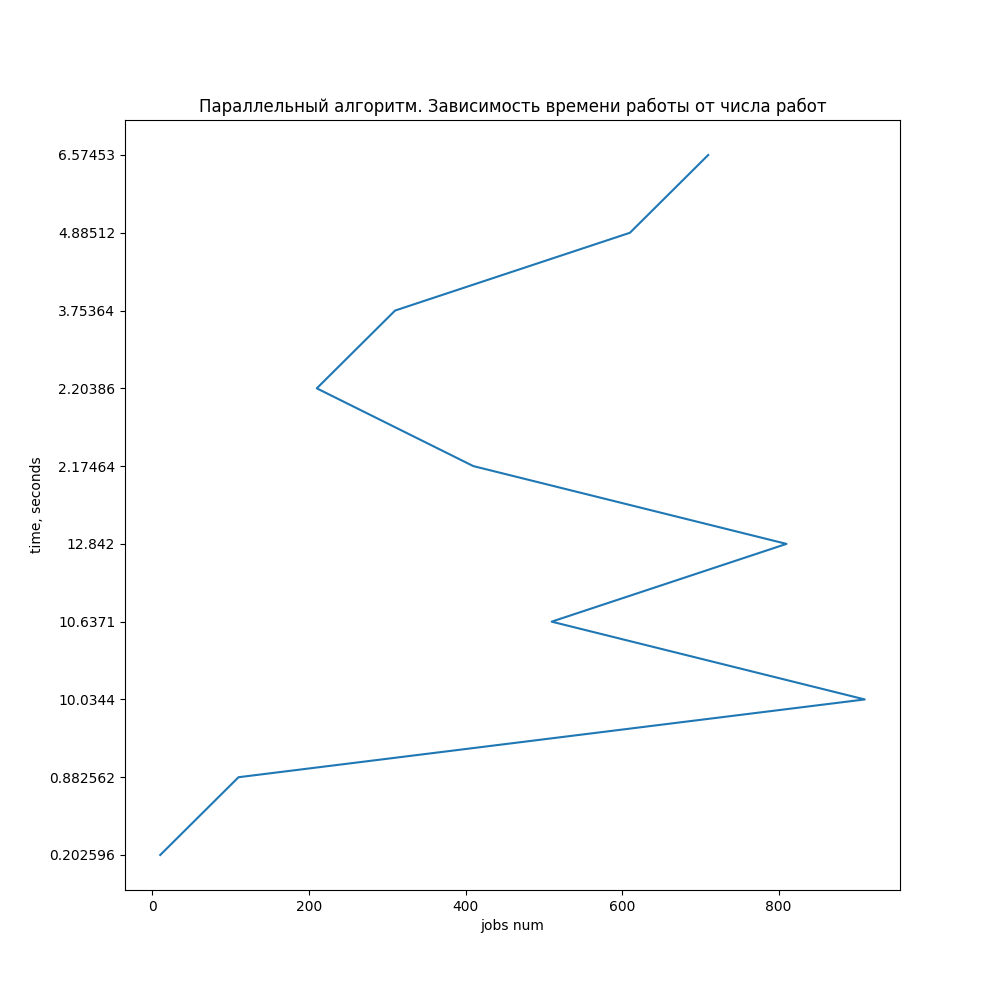 Параллельный алгоритм. Зависимость времени работы от числа работ
6.57453
4.88512
3.75364
2.20386
2.17464
12.842
10.6371
10.0344
0.882562
0.202596
time, seconds
0 200 400 600 800
jobs num